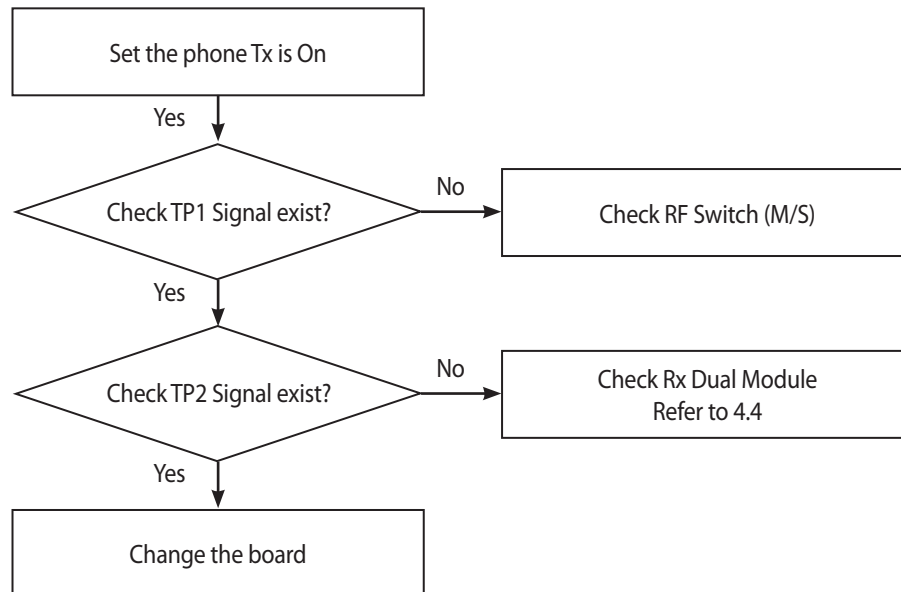 Set the phone Tx is On
Yes
Check TP1 Signal exist?
No
Check RF Switch (M/S)
Yes
Check TP2 Signal exist?
No
Check Rx Dual Module
Refer to 4.4
Yes
Change the board